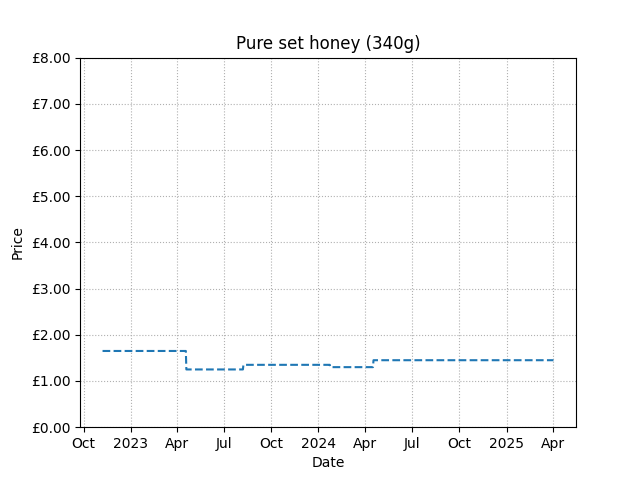 Pure set honey (340g)
£8.00
£7.00
£6.00
£5.00
£4.00
£3.00
£2.00
£1.00
£0.00
Price
Oct 2023 Apr Jul Oct 2024 Apr Jul Oct 2025 Apr
Date